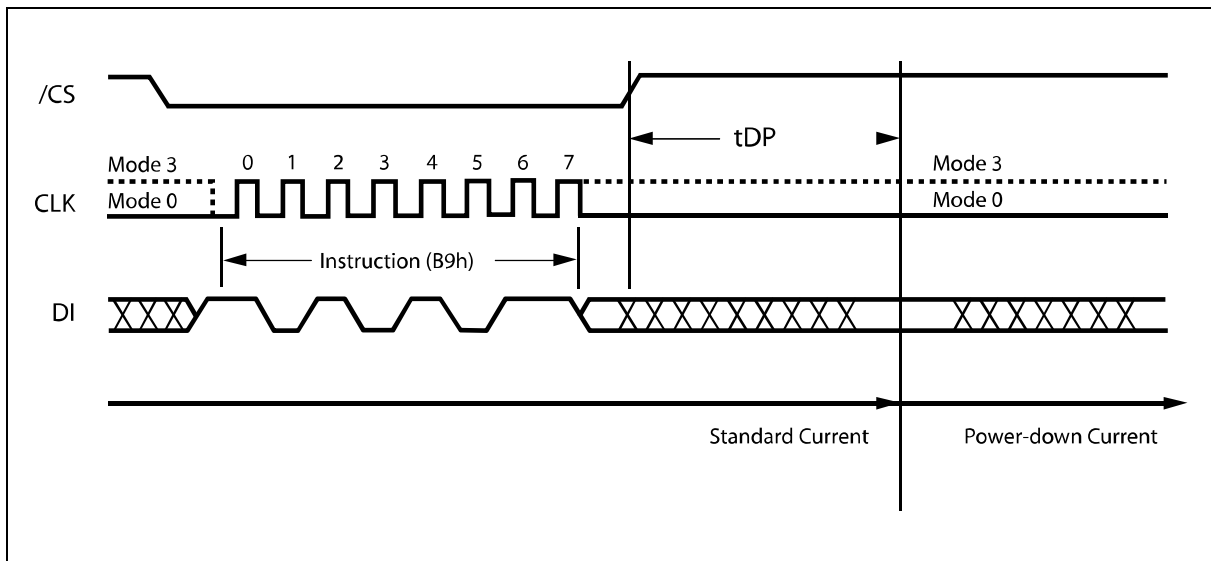 /CS
tDP
Mode 3
0 1 2 3 4 5 6 7
Mode 3
CLK
Mode 0
Mode 0
Instruction (B9h)
DI
Standard Current
Power-down Current